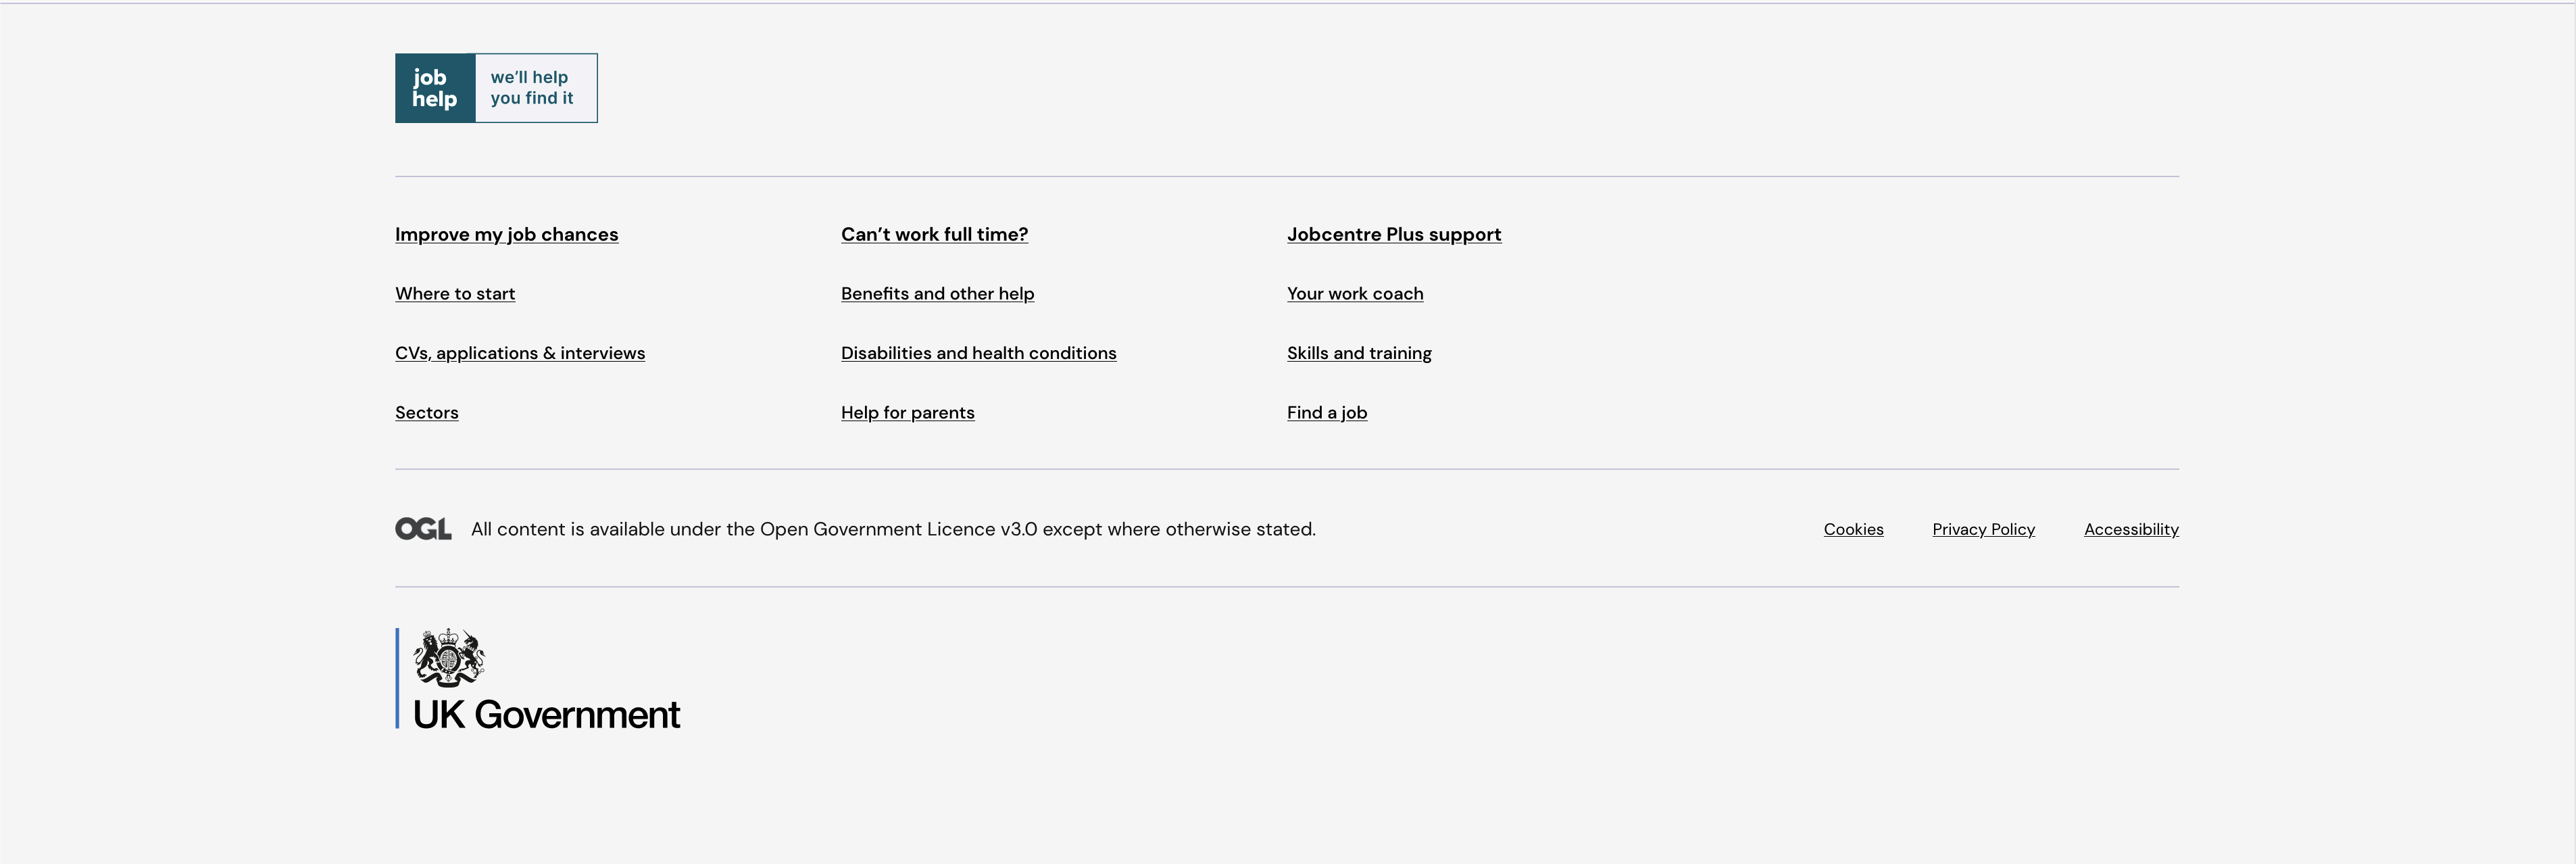 job
help
we’ll help
you find it
Improve my job chances
Where to start
CVs, applications & interviews
Sectors
Can’t work full time?
Benefits and other help
Disabilities and health conditions
Help for parents
Jobcentre Plus support
Your work coach
Skills and training
Find a job
OGL All content is available under the Open Government Licence v3.0 except where otherwise stated.
Cookies Privacy Policy Accessibility
UK Government